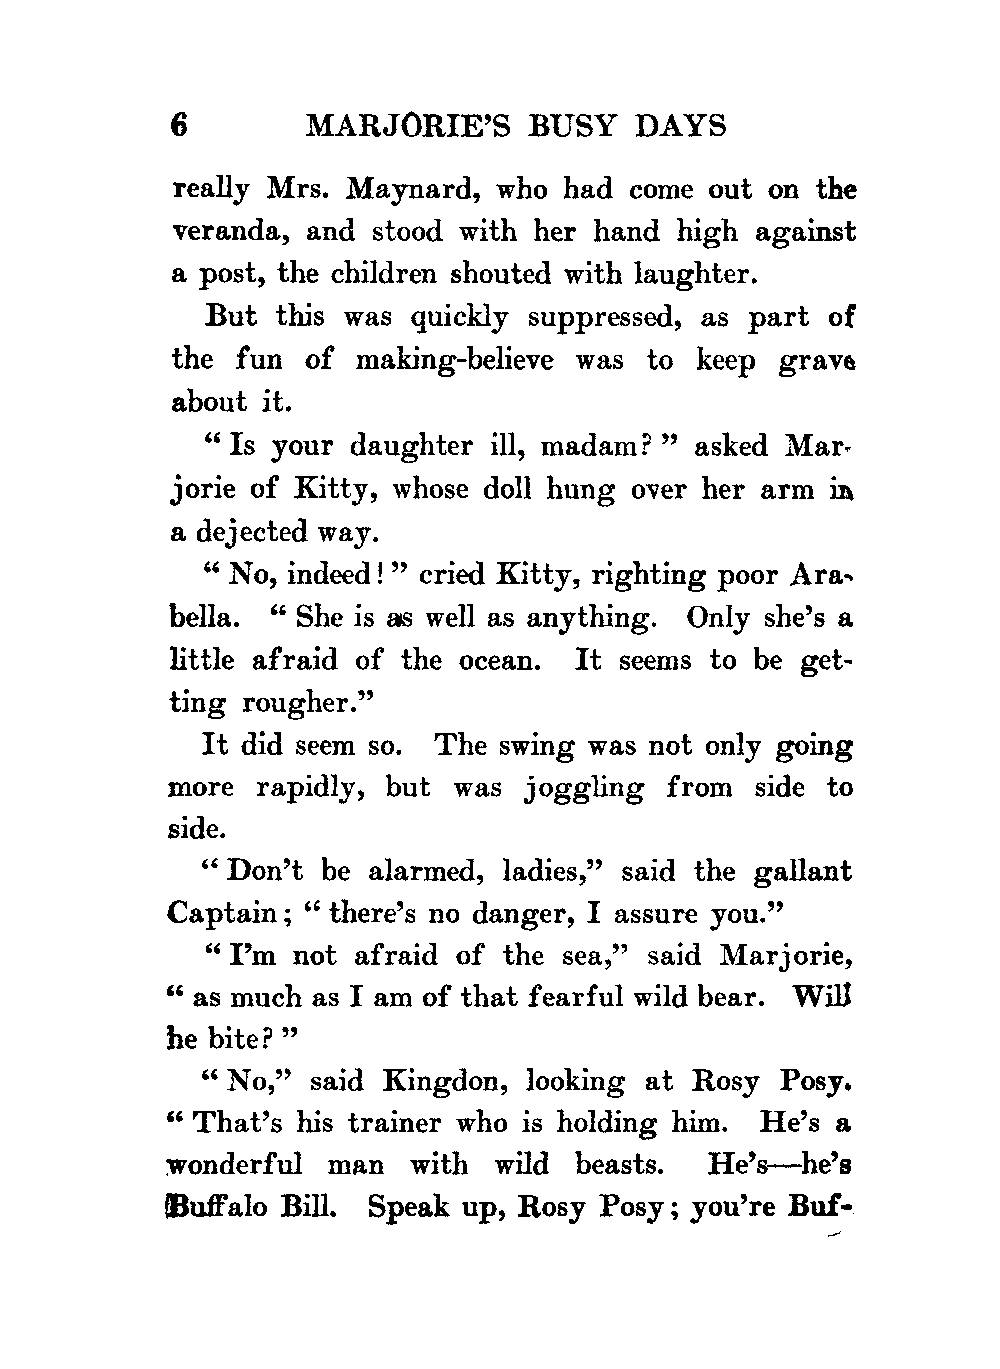 6 MARJORIE'S BUSY DAYS
really Mrs. Maynard, who had come out on the
veranda, and stood with her hand high against
a post, the children shouted with laughter.
But this was quickly suppressed, as part of
the fun of making-believe was to keep grave
about it.
“ Is your daughter ill, madam? ” asked Mar-
jorie of Kitty, whose doll hung over her arm in
a dejected way.
“ No, indeed! ” cried Kitty, righting poor Ara-
bella. “ She is as well as anything. Only she's a
little afraid of the ocean. It seems to be get-
ting rougher.”
It did seem so. The swing was not only going
more rapidly, but was joggling from side to
side.
“ Don't be alarmed, ladies,” said the gallant
Captain; “ there's no danger, I assure you.”
“ I'm not afraid of the sea,” said Marjorie,
“ as much as I am of that fearful wild bear. Will
he bite? ”
“ No,” said Kingdon, looking at Rosy Posy.
“ That's his trainer who is holding him. He's a
wonderful man with wild beasts. He's—he's
Buffalo Bill. Speak up, Rosy Posy; you're Buf-